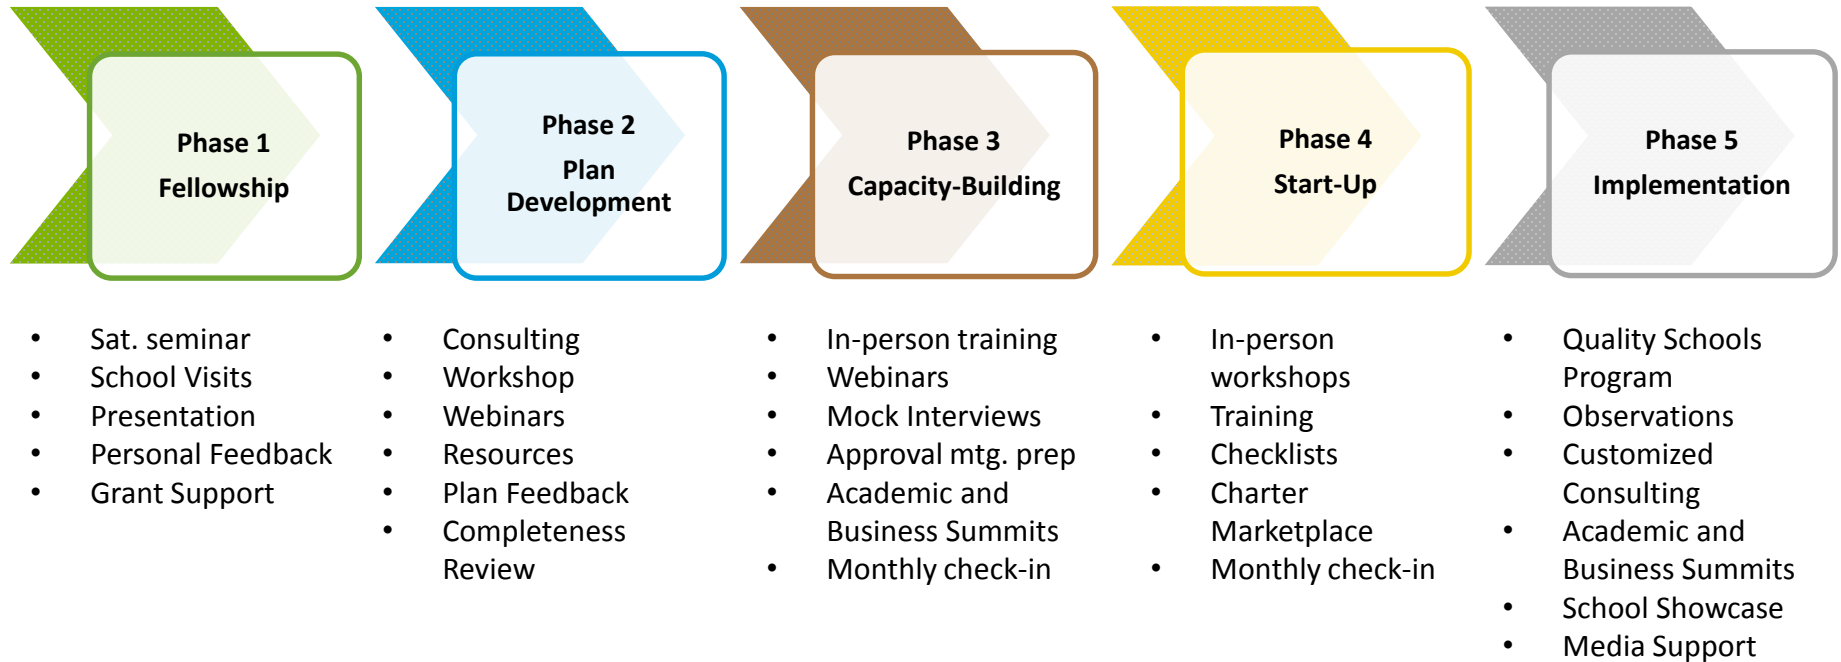 Phase 1
Fellowship
Phase 2
Plan
Development
Phase 3
Capacity-Building
Phase 4
Start-Up
Phase 5
Implementation
• Sat. seminar
• School Visits
• Presentation
• Personal Feedback
• Grant Support
• Consulting
• Workshop
• Webinars
• Resources
• Plan Feedback
• Completeness
Review
• In-person training
• Webinars
• Mock Interviews
• Approval mtg. prep
• Academic and
Business Summits
• Monthly check-in
• In-person
workshops
• Training
• Checklists
• Charter
Marketplace
• Monthly check-in
• Quality Schools
Program
• Observations
• Customized
Consulting
• Academic and
Business Summits
• School Showcase
• Media Support